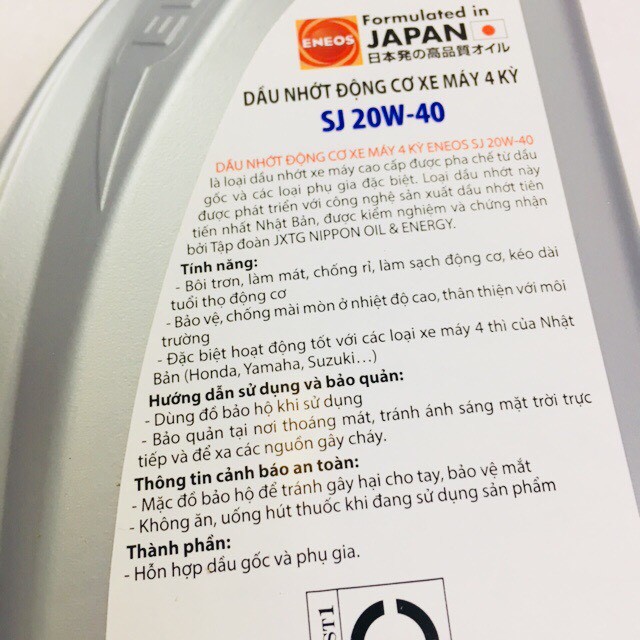 ENEOS
Formulated in
JAPAN
日本発の高品質オイル
DẦU NHỚT ĐỘNG CƠ XE MÁY 4 KỲ
SJ 20W-40
DẦU NHỚT ĐỘNG CƠ XE MÁY 4 KỲ ENEOS SJ 20W-40
là loại dầu nhớt xe máy cao cấp được pha chế từ dầu
gốc và các loại phụ gia đặc biệt. Loại dầu nhớt này
được phát triển với công nghệ sản xuất dầu nhớt tiên
tiến nhất Nhật Bản, được kiểm nghiệm và chứng nhận
bởi Tập đoàn JXTG NIPPON OIL & ENERGY.
Tính năng:
- Bôi trơn, làm mát, chống rỉ, làm sạch động cơ, kéo dài
tuổi thọ động cơ
- Bảo vệ, chống mài mòn ở nhiệt độ cao, thân thiện với môi
trường
- Đặc biệt hoạt động tốt với các loại xe máy 4 thì của Nhật
Bản (Honda, Yamaha, Suzuki...)
Hướng dẫn sử dụng và bảo quản:
- Dùng đồ bảo hộ khi sử dụng
- Bảo quản tại nơi thoáng mát, tránh ánh sáng mặt trời trực
tiếp và để xa các nguồn gây cháy.
Thông tin cảnh báo an toàn:
- Mặc đồ bảo hộ để tránh gây hại cho tay, bảo vệ mắt
- Không ăn, uống hút thuốc khi đang sử dụng sản phẩm
Thành phần:
- Hỗn hợp dầu gốc và phụ gia.